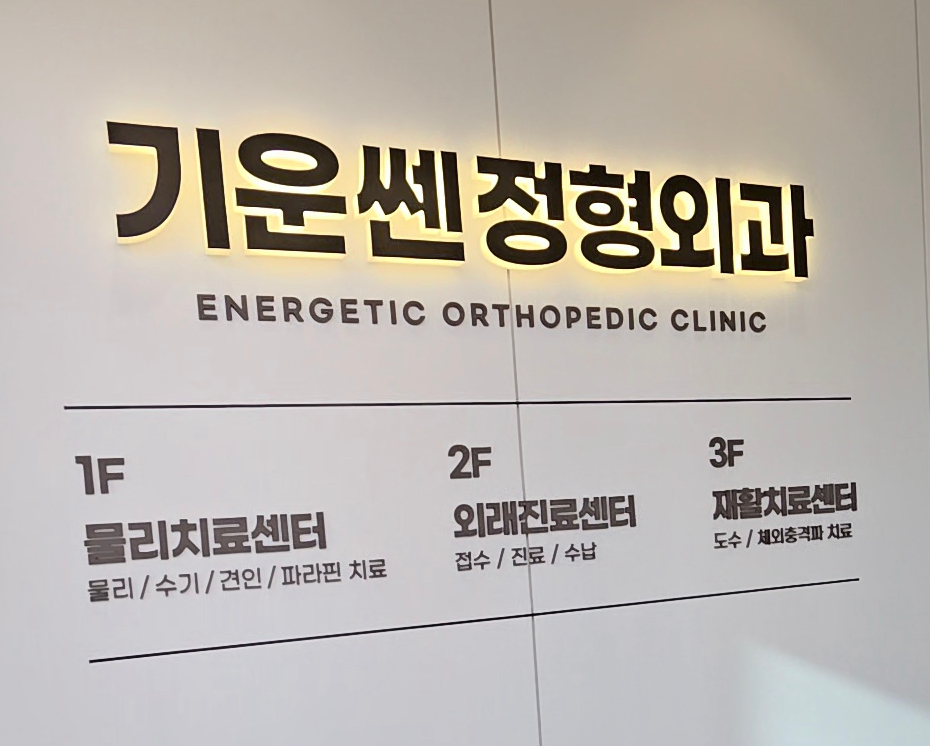 기운쎈 정형외과
ENERGETIC ORTHOPEDIC CLINIC
1F
물리치료센터
물리 / 수기 / 견인 / 파라핀 치료
2F
외래진료센터
접수 / 진료 / 수납
3F
재활치료센터
도수 / 체외충격파 치료